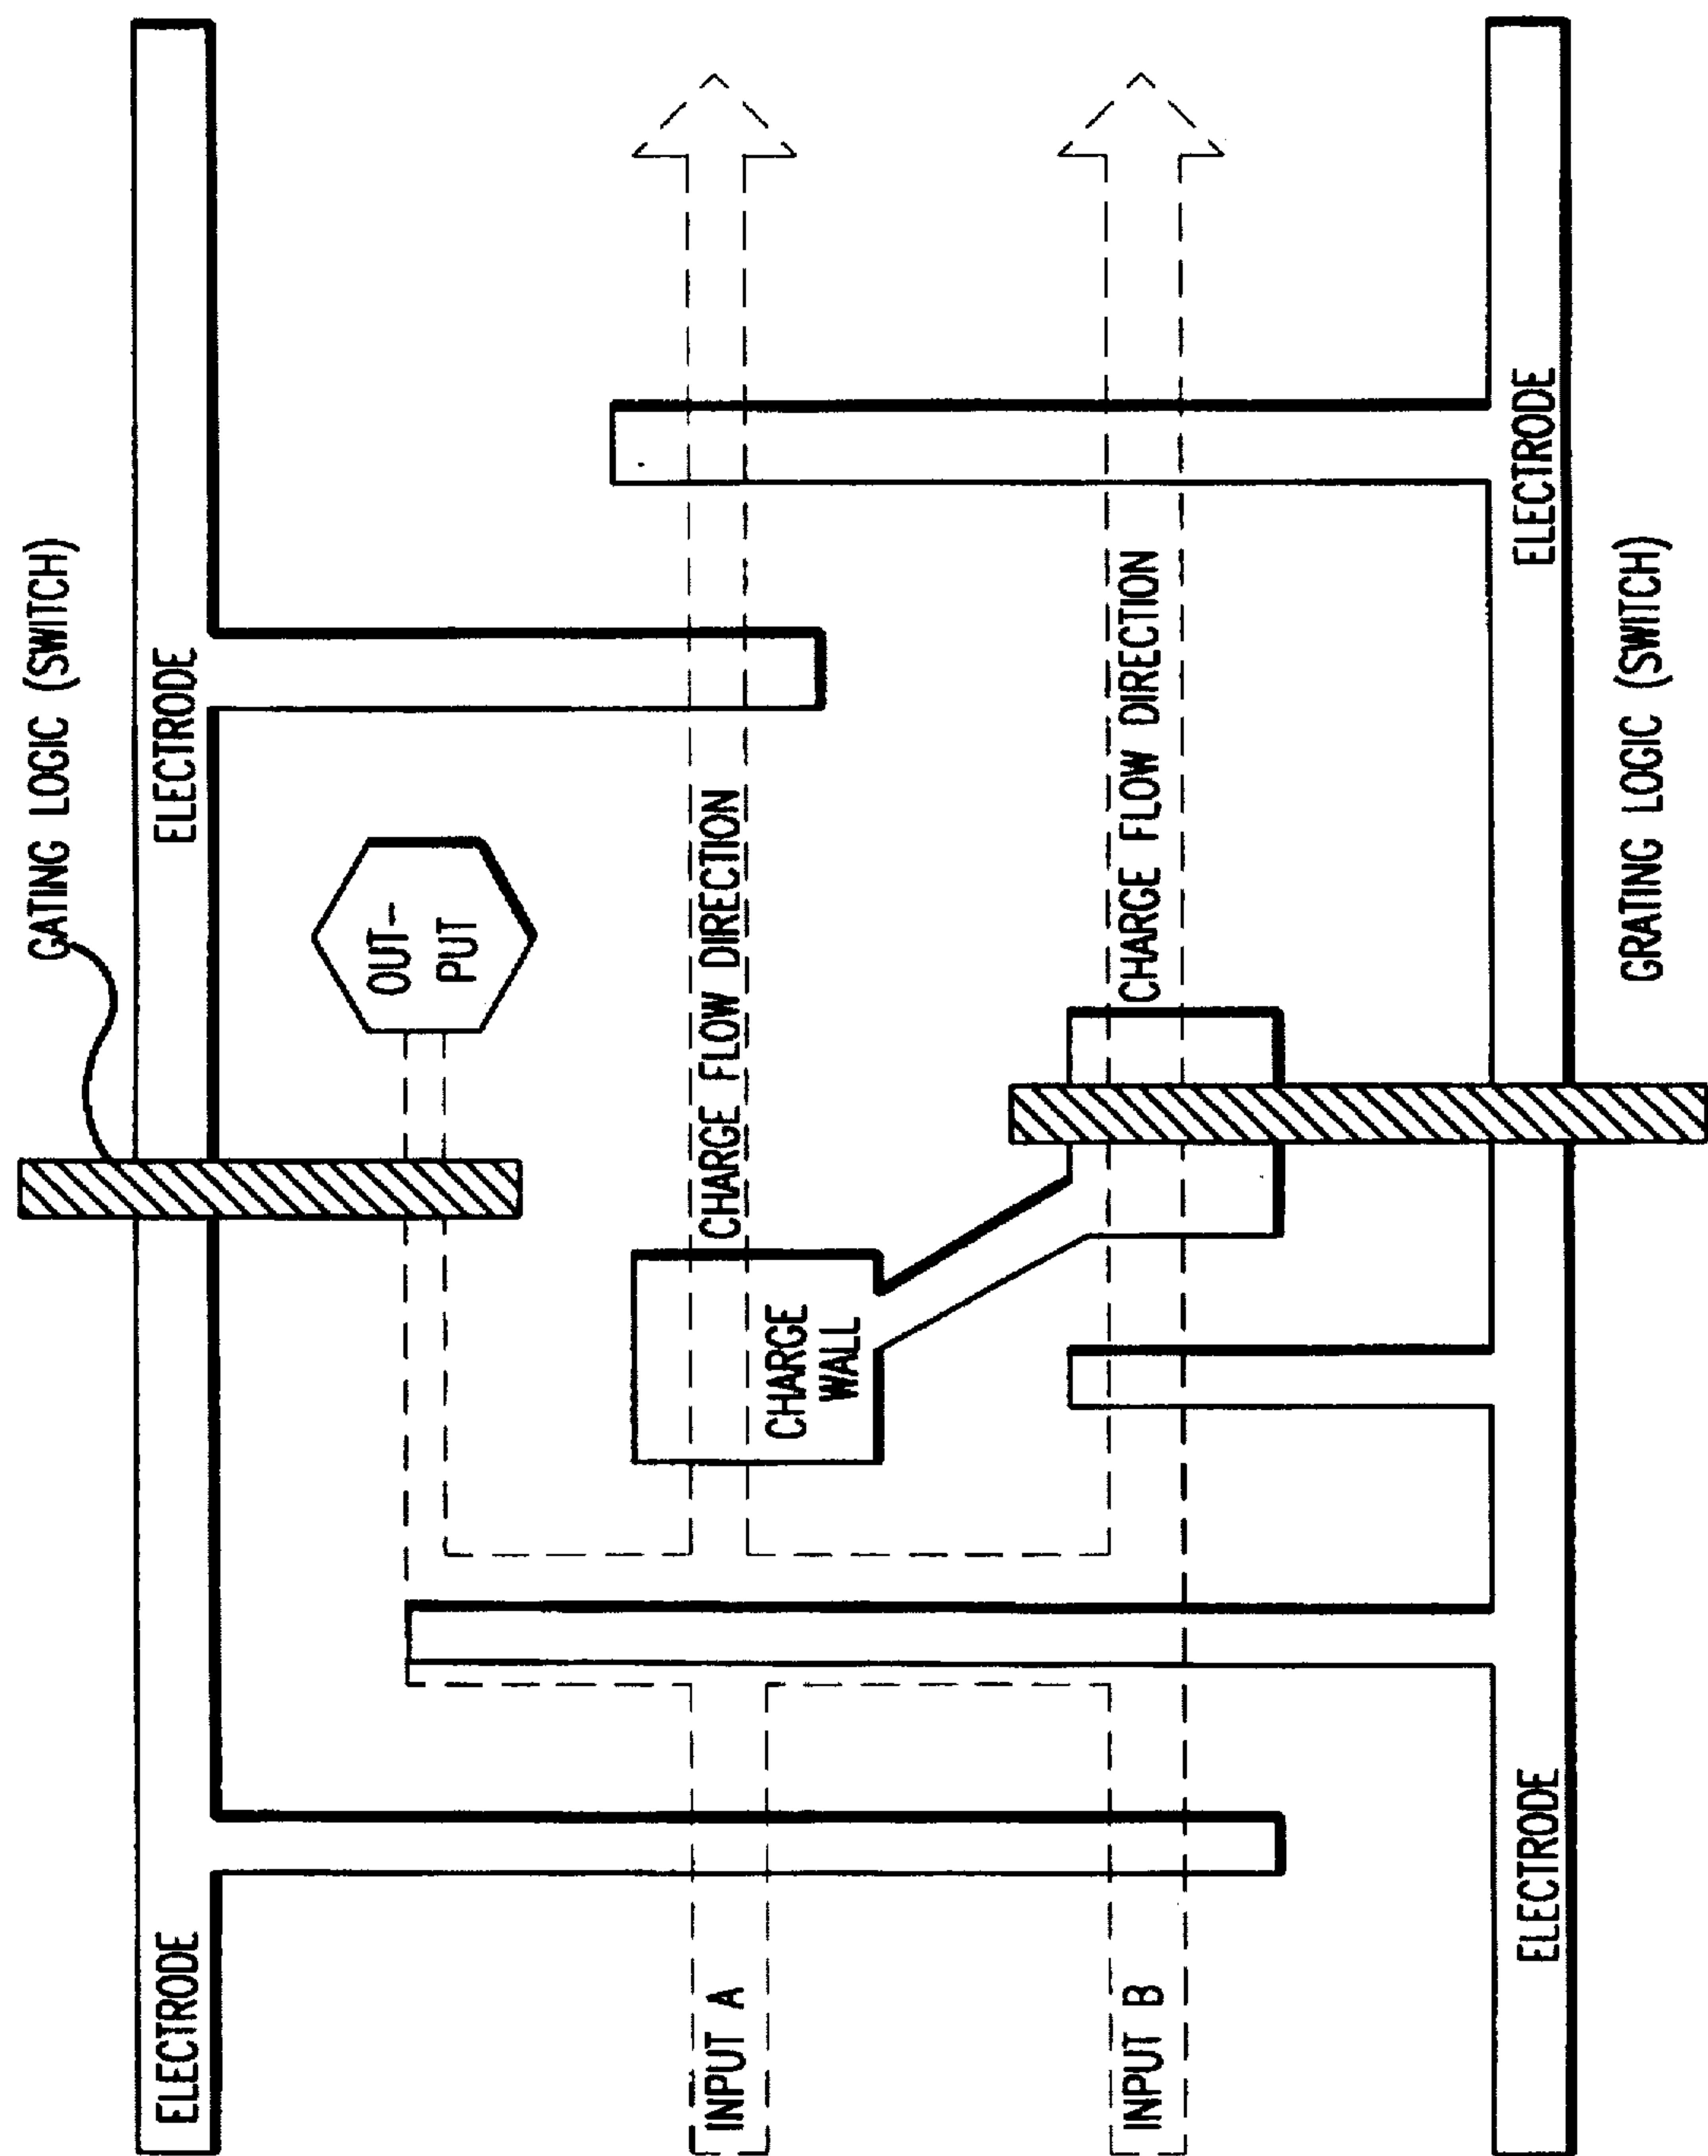 GATING LOGIC (SWITCH)
ELECTRODE
ELECTRODE
OUT-
PUT
INPUT A
CHARGE FLOW DIRECTION
CHARGE
WALL
INPUT B
CHARGE FLOW DIRECTION
ELECTRODE
ELECTRODE
GRATING LOGIC (SWITCH)